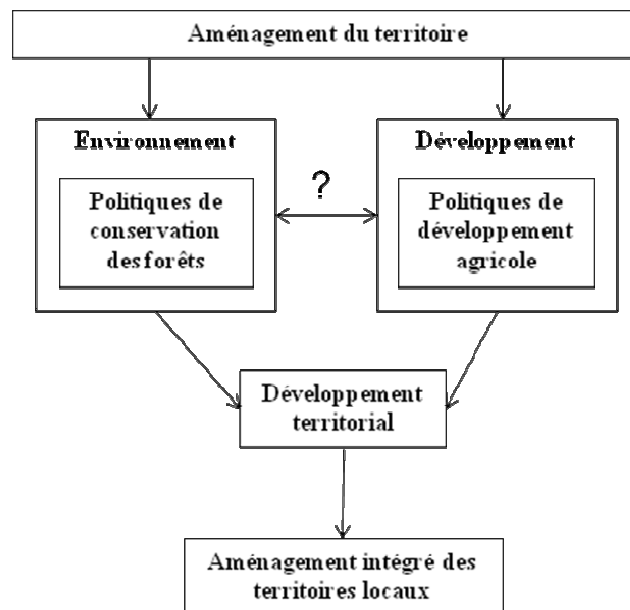 Aménagement du territoire
Environnement
Politiques de
conservation
des forêts
?
Développement
Politiques de
développement
agricole
Développement
territorial
Aménagement intégré des
territoires locaux